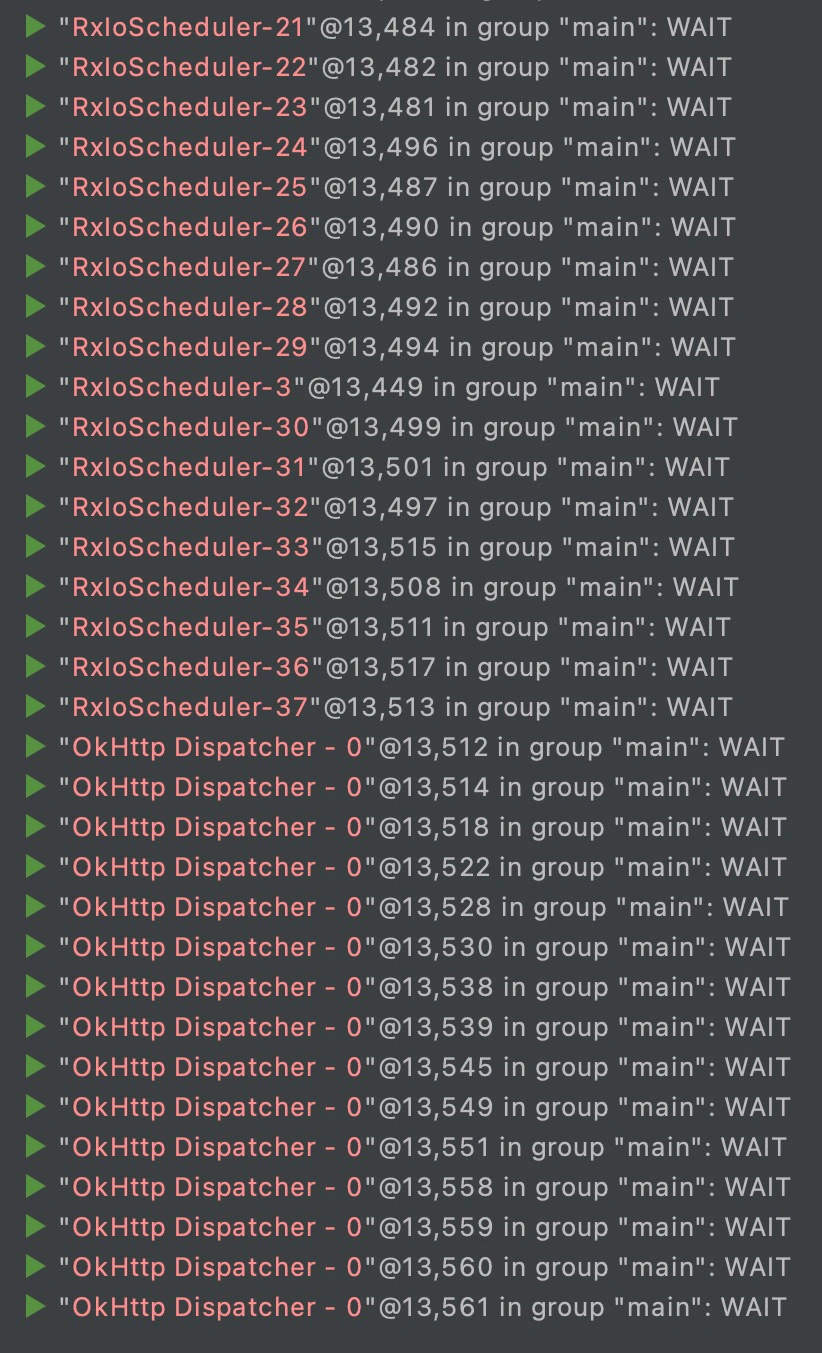 "RxIoScheduler-21"@13,484 in group "main": WAIT
"RxIoScheduler-22"@13,482 in group "main": WAIT
"RxIoScheduler-23"@13,481 in group "main": WAIT
"RxIoScheduler-24"@13,496 in group "main": WAIT
"RxIoScheduler-25"@13,487 in group "main": WAIT
"RxIoScheduler-26"@13,490 in group "main": WAIT
"RxIoScheduler-27"@13,486 in group "main": WAIT
"RxIoScheduler-28"@13,492 in group "main": WAIT
"RxIoScheduler-29"@13,494 in group "main": WAIT
"RxIoScheduler-3"@13,449 in group "main": WAIT
"RxIoScheduler-30"@13,499 in group "main": WAIT
"RxIoScheduler-31"@13,501 in group "main": WAIT
"RxIoScheduler-32"@13,497 in group "main": WAIT
"RxIoScheduler-33"@13,515 in group "main": WAIT
"RxIoScheduler-34"@13,508 in group "main": WAIT
"RxIoScheduler-35"@13,511 in group "main": WAIT
"RxIoScheduler-36"@13,517 in group "main": WAIT
"RxIoScheduler-37"@13,513 in group "main": WAIT
"OkHttp Dispatcher - 0"@13,512 in group "main": WAIT
"OkHttp Dispatcher - 0"@13,514 in group "main": WAIT
"OkHttp Dispatcher - 0"@13,518 in group "main": WAIT
"OkHttp Dispatcher - 0"@13,522 in group "main": WAIT
"OkHttp Dispatcher - 0"@13,528 in group "main": WAIT
"OkHttp Dispatcher - 0"@13,530 in group "main": WAIT
"OkHttp Dispatcher - 0"@13,538 in group "main": WAIT
"OkHttp Dispatcher - 0"@13,539 in group "main": WAIT
"OkHttp Dispatcher - 0"@13,545 in group "main": WAIT
"OkHttp Dispatcher - 0"@13,549 in group "main": WAIT
"OkHttp Dispatcher - 0"@13,551 in group "main": WAIT
"OkHttp Dispatcher - 0"@13,558 in group "main": WAIT
"OkHttp Dispatcher - 0"@13,559 in group "main": WAIT
"OkHttp Dispatcher - 0"@13,560 in group "main": WAIT
"OkHttp Dispatcher - 0"@13,561 in group "main": WAIT